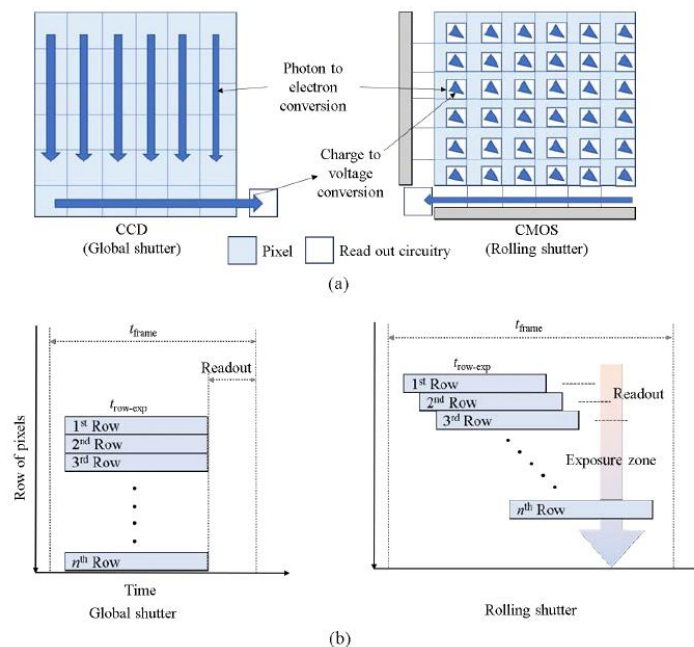 Photon to
electron
conversion
Charge to
voltage
conversion
CCD
(Global shutter)
CMOS
(Rolling shutter)
Pixel
Read out circuitry
(a)
t_frame
Readout
t_row-exp
1st Row
2nd Row
3rd Row
nth Row
Row of pixels
Time
Global shutter
t_frame
t_row-exp
1st Row
Readout
2nd Row
3rd Row
Exposure zone
nth Row
Rolling shutter
(b)